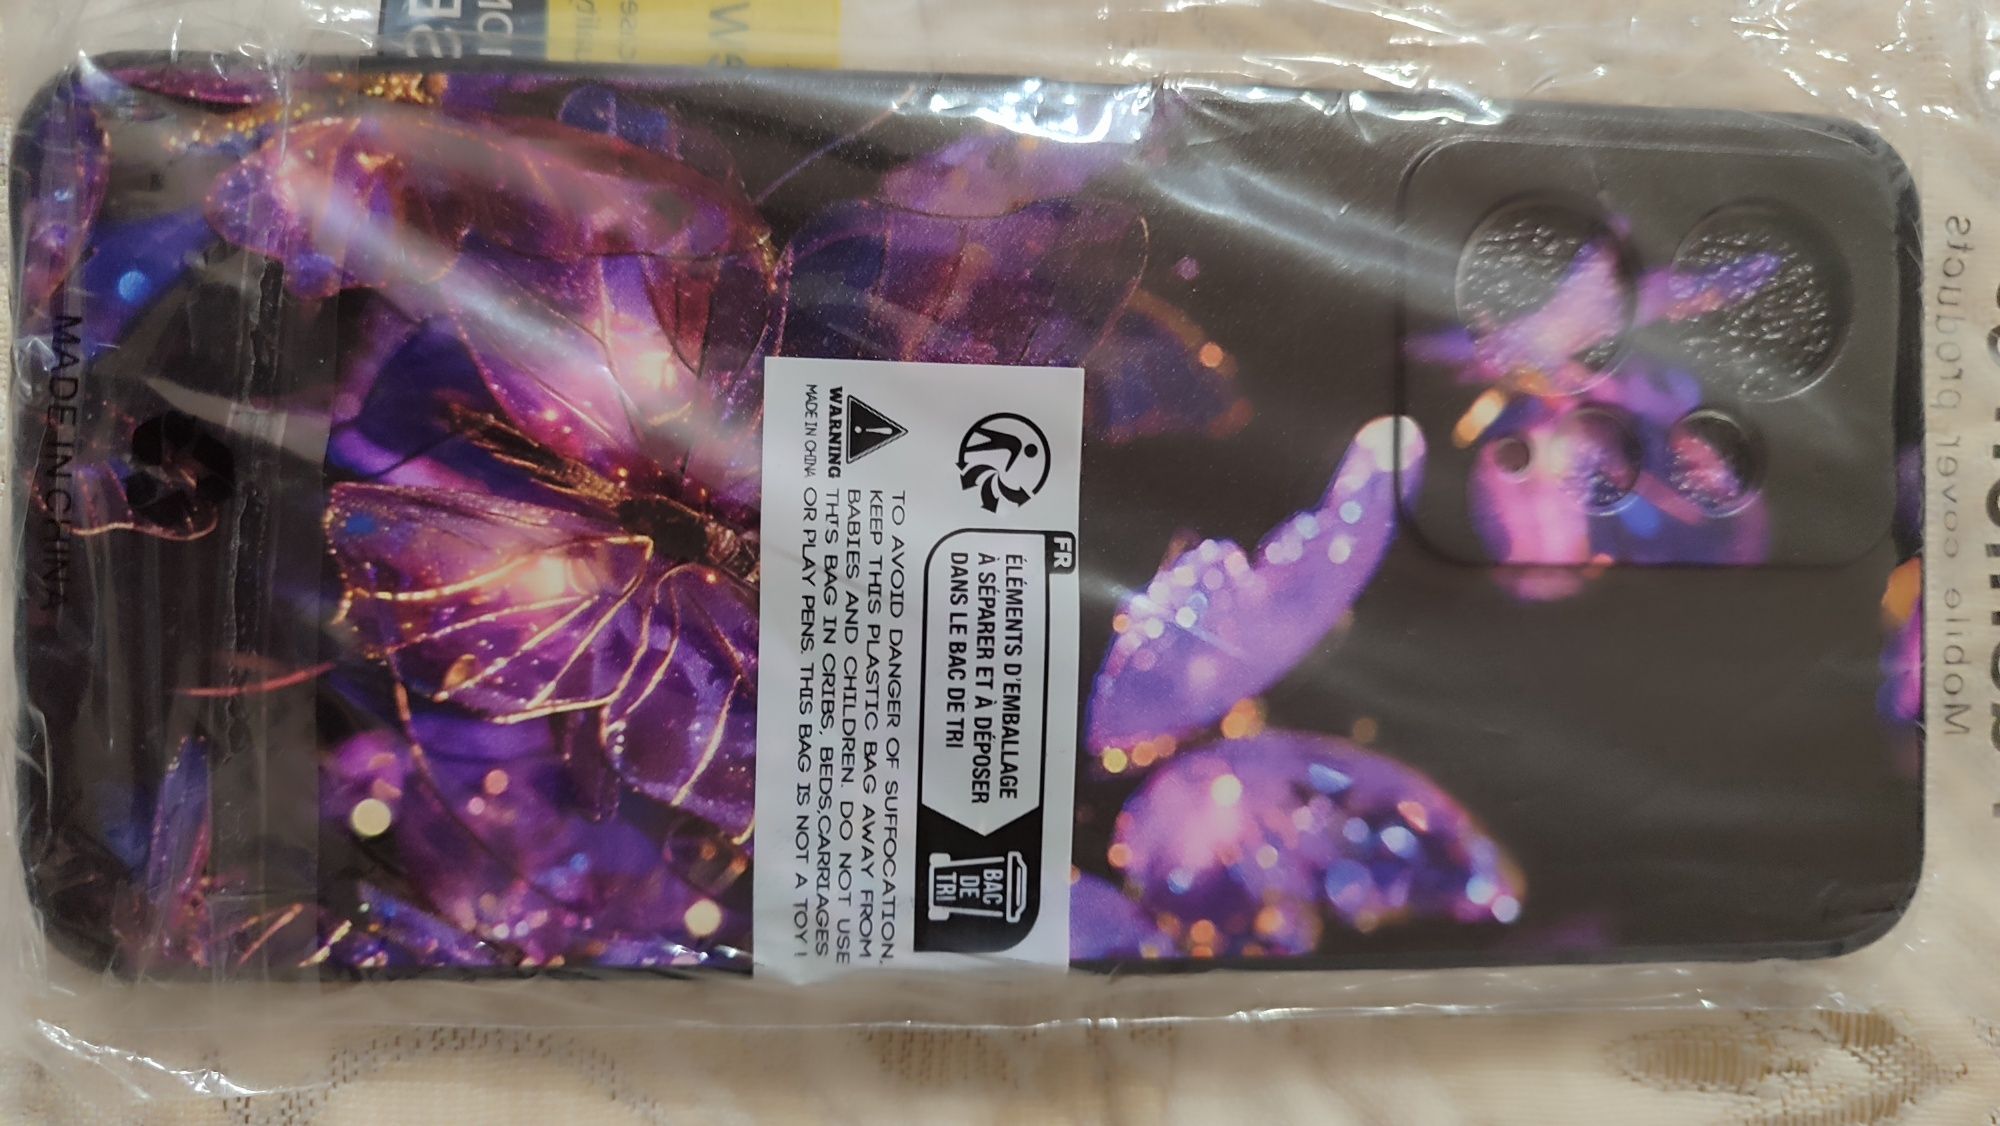 FR
ÉLÉMENTS D'EMBALLAGE
À SÉPARER ET À DÉPOSER
DANS LE BAC DE TRI
BAC
DE
TRI
TO AVOID DANGER OF SUFFOCATION,
KEEP THIS PLASTIC BAG AWAY FROM
BABIES AND CHILDREN. DO NOT USE
WARNING THIS BAG IN CRIBS, BEDS,CARRIAGES
MADE IN CHINA OR PLAY PENS. THIS BAG IS NOT A TOY!
MADE IN CHINA
Mobile cover products